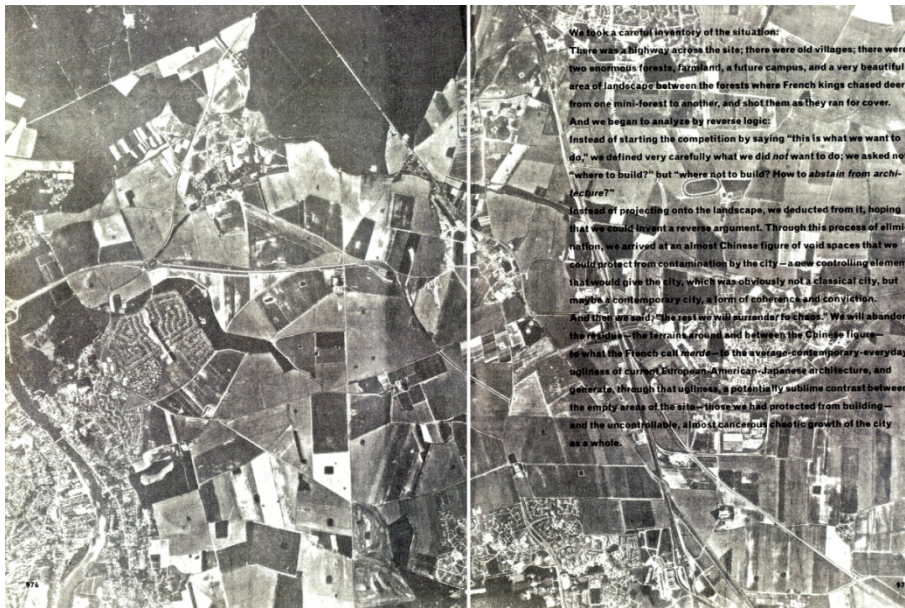 We took a careful inventory of the situation:
There was a highway across the site; there were old villages; there were
two enormous forests, farmland, a future campus, and a very beautiful
area of landscape between the forests where French kings chased deer
from one mini-forest to another, and shot them as they ran for cover.
And we began to analyze by reverse logic:
Instead of starting the competition by saying "this is what we want to
do," we defined very carefully what we did not want to do; we asked no
"where to build?" but "where not to build? How to abstain from archi-
tecture?"
Instead of projecting onto the landscape, we deducted from it, hoping
that we could invent a reverse argument. Through this process of elimi
nation, we arrived at an almost Chinese figure of void spaces that we
could protect from contamination by the city—a new controlling elemen
that would give the city, which was obviously not a classical city, but
maybe a contemporary city, a form of coherence and conviction.
And then we said, "the rest we will surrender to chaos." We will abandon
the residue—the terrains around and between the Chinese figure—
to what the French call merde—to the average-contemporary-everyday
ugliness of current European-American-Japanese architecture, and
generate, through that ugliness, a potentially sublime contrast between
the empty areas of the site—those we had protected from building—
and the uncontrollable, almost cancerous chaotic growth of the city
as a whole.
976
97